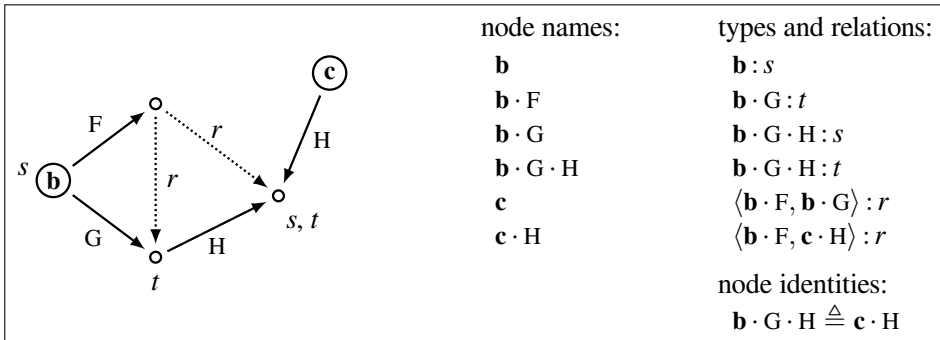 F
s
b
G
r
r
t
H
s, t
c
H
node names:
b
b · F
b · G
b · G · H
c
c · H
types and relations:
b : s
b · G : t
b · G · H : s
b · G · H : t
⟨b · F, b · G⟩ : r
⟨b · F, c · H⟩ : r
node identities:
b · G · H ≜ c · H